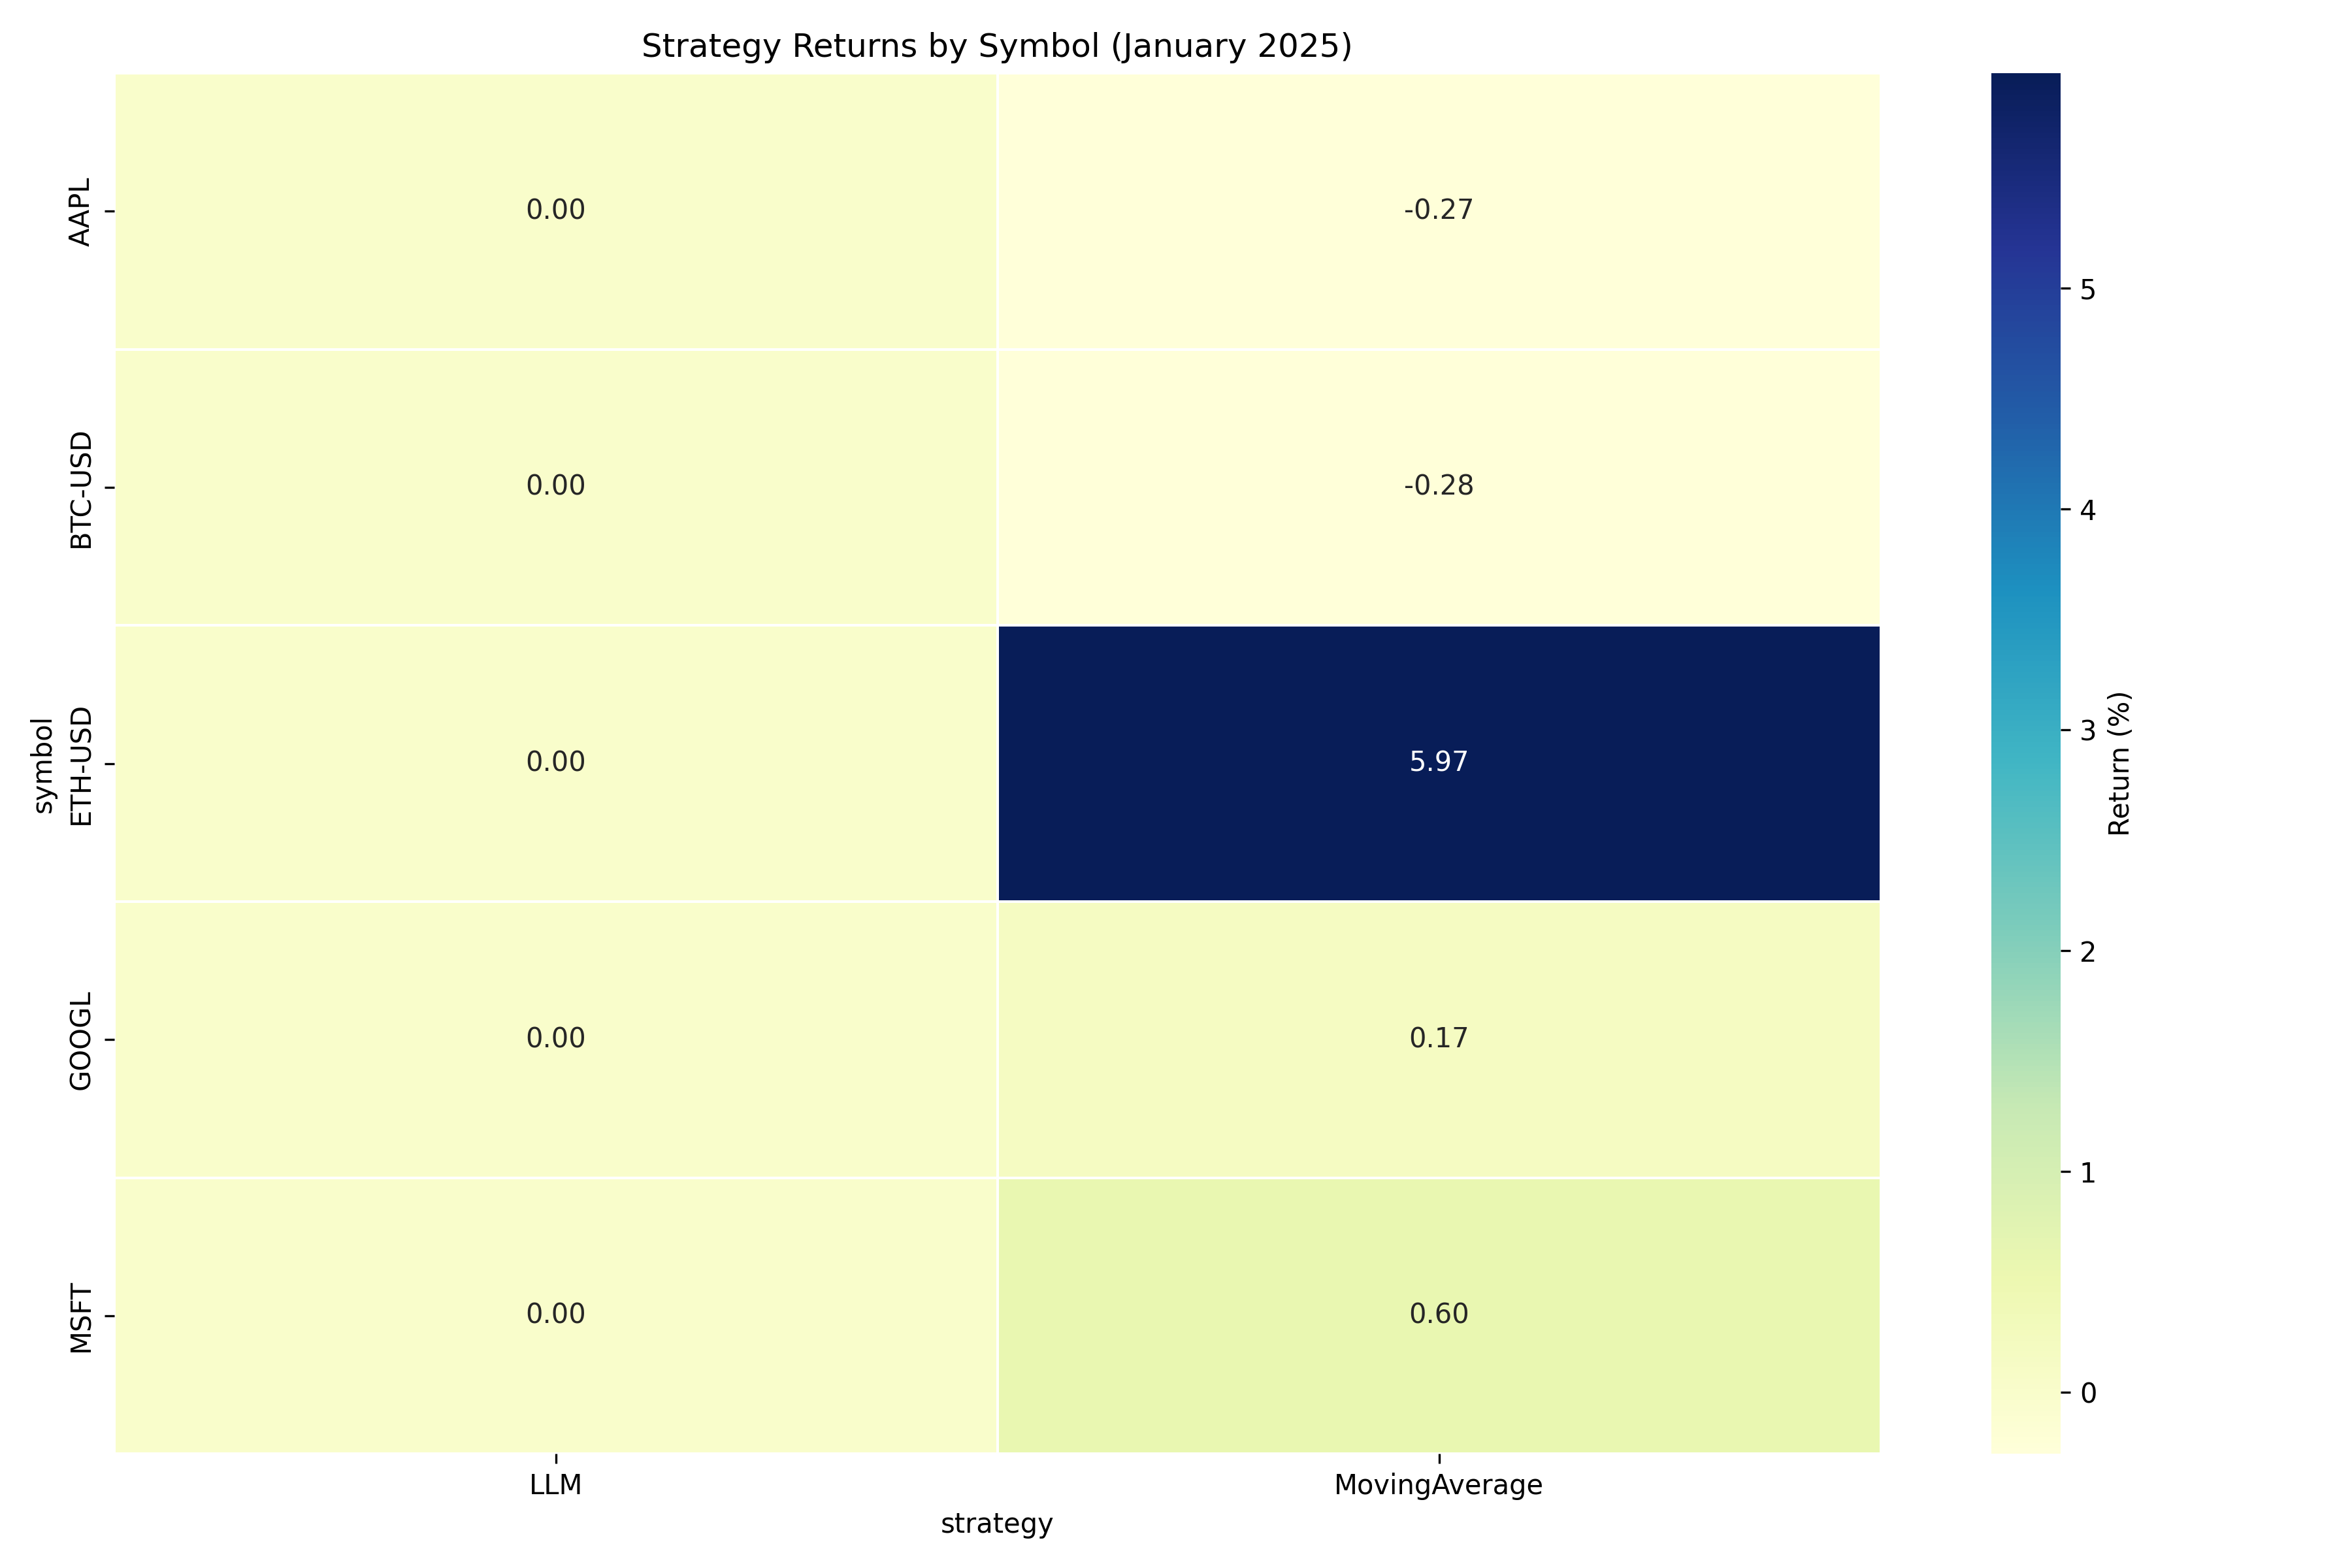 Strategy Returns by Symbol (January 2025)
symbol
AAPL
0.00
-0.27
BTC-USD
0.00
-0.28
ETH-USD
0.00
5.97
GOOGL
0.00
0.17
MSFT
0.00
0.60
LLM
MovingAverage
strategy
5
4
3
2
1
0
Return (%)